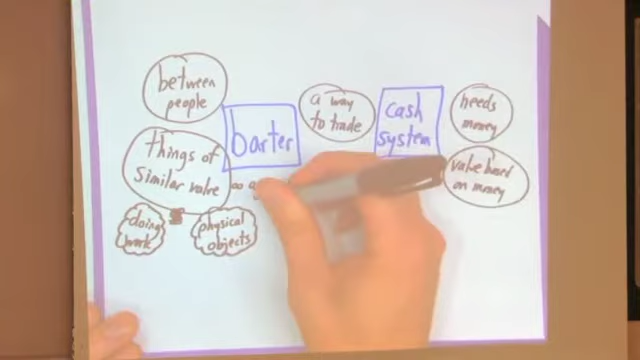 between
people
things of
similar value
doing
work
physical
objects
barter
a way
to trade
cash
system
needs
money
value based
on money